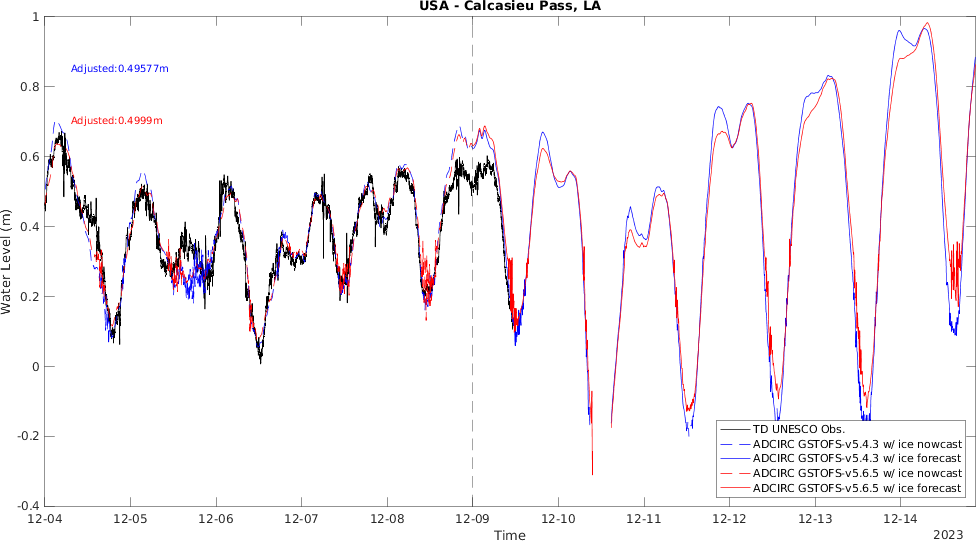 USA - Calcasieu Pass, LA
1
Adjusted:0.49577m
0.8
Adjusted:0.4999m
0.6
0.4
Water Level (m)
0.2
0
-0.2
-0.4
TD UNESCO Obs.
ADCIRC GSTOFS-v5.4.3 w/ ice nowcast
ADCIRC GSTOFS-v5.4.3 w/ ice forecast
ADCIRC GSTOFS-v5.6.5 w/ ice nowcast
ADCIRC GSTOFS-v5.6.5 w/ ice forecast
12-04 12-05 12-06 12-07 12-08 12-09 12-10 12-11 12-12 12-13 12-14
Time
2023